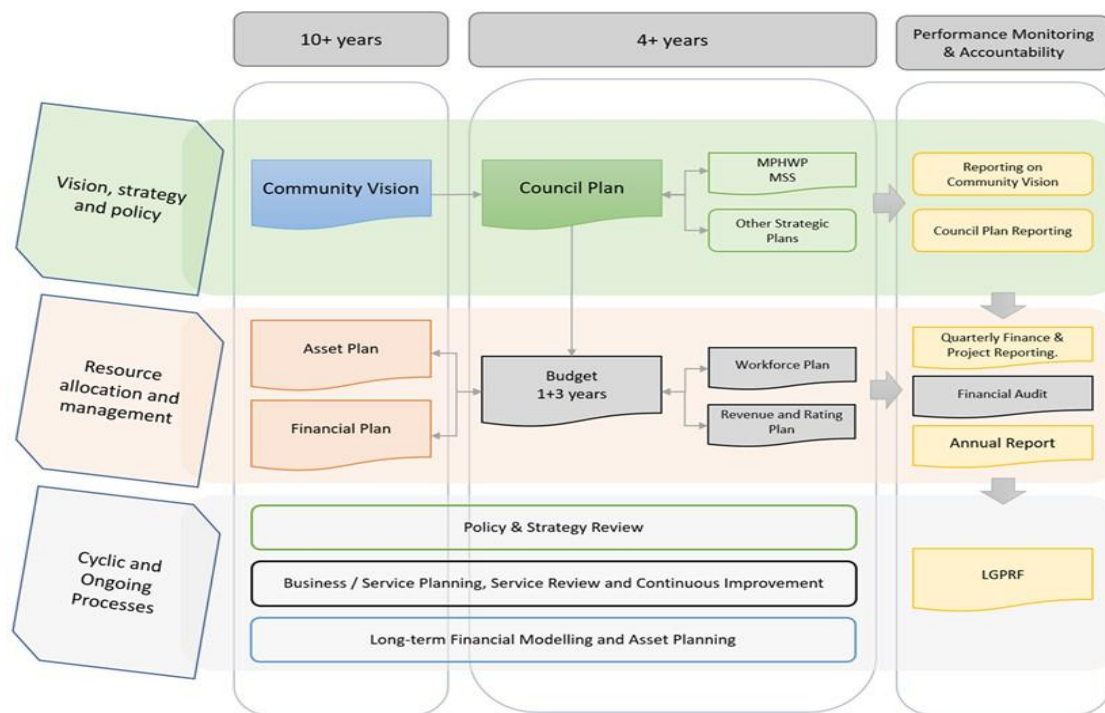 10+ years
4+ years
Performance Monitoring
& Accountability
Vision, strategy
and policy
Community Vision
Council Plan
MPHWP
MSS
Other Strategic
Plans
Reporting on
Community Vision
Council Plan Reporting
Resource
allocation and
management
Asset Plan
Financial Plan
Budget
1+3 years
Workforce Plan
Revenue and Rating
Plan
Quarterly Finance &
Project Reporting.
Financial Audit
Annual Report
Cyclic and
Ongoing
Processes
Policy & Strategy Review
Business / Service Planning, Service Review and Continuous Improvement
Long-term Financial Modelling and Asset Planning
LGPRF